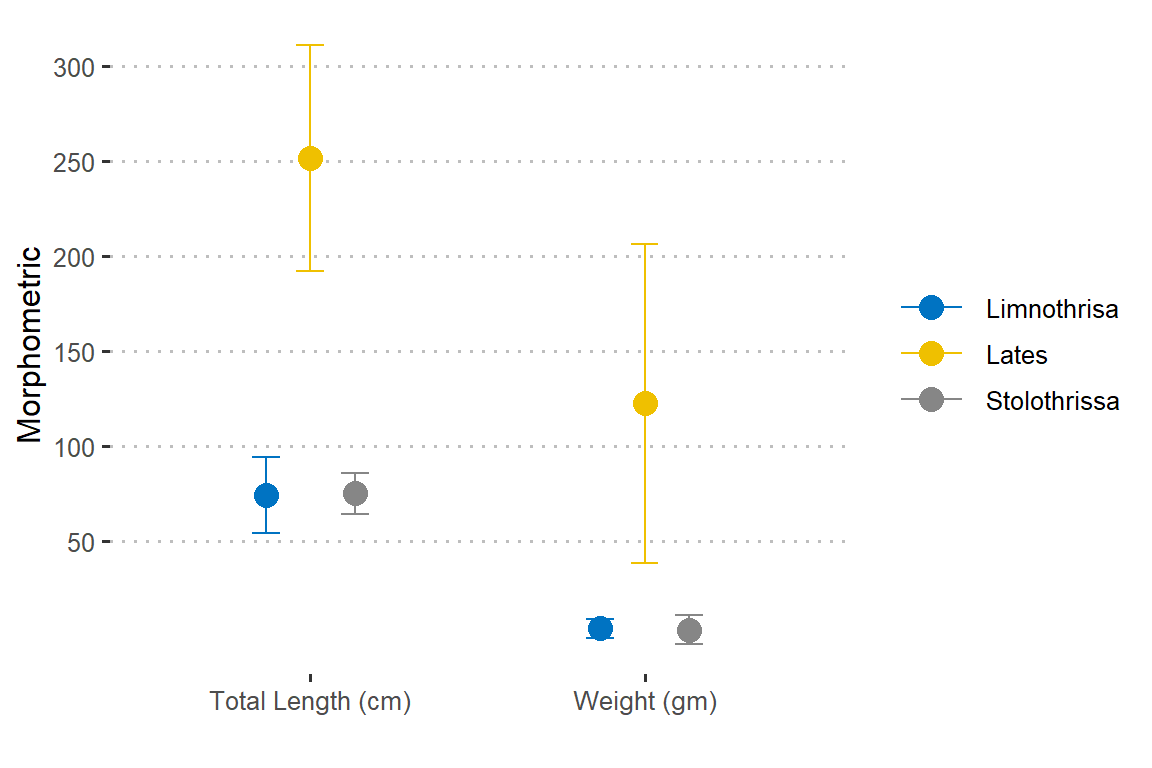 Morphometric
300
250
200
150
100
50
Total Length (cm)
Weight (gm)
Limnothrisa
Lates
Stolothrissa